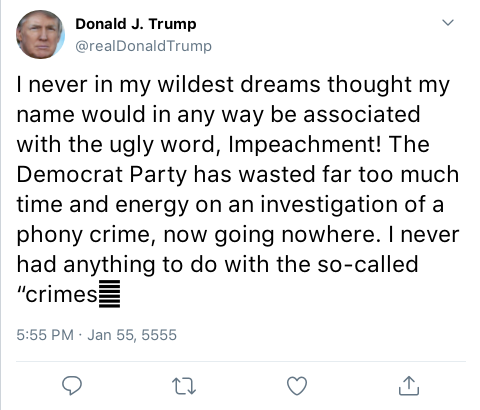 Donald J. Trump
@realDonaldTrump
I never in my wildest dreams thought my
name would in any way be associated
with the ugly word, Impeachment! The
Democrat Party has wasted far too much
time and energy on an investigation of a
phony crime, now going nowhere. I never
had anything to do with the so-called
“crimes
5:55 PM · Jan 55, 5555